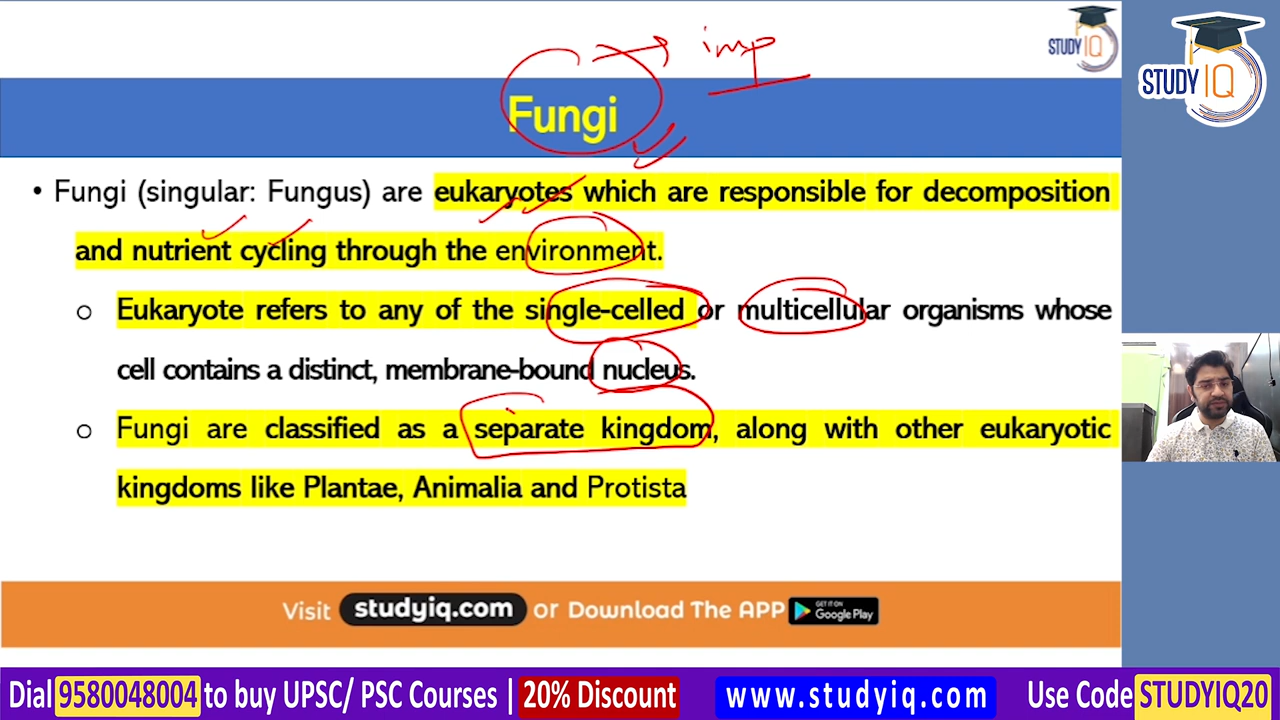 imp
STUDY IQ
STUDY IQ
Fungi
• Fungi (singular: Fungus) are eukaryotes which are responsible for decomposition
and nutrient cycling through the environment.
o Eukaryote refers to any of the single-celled or multicellular organisms whose
cell contains a distinct, membrane-bound nucleus.
o Fungi are classified as a separate kingdom, along with other eukaryotic
kingdoms like Plantae, Animalia and Protista
Visit studyiq.com or Download The APP GET IT ON Google Play
Dial 9580048004 to buy UPSC/ PSC Courses | 20% Discount www.studyiq.com Use Code STUDYIQ20